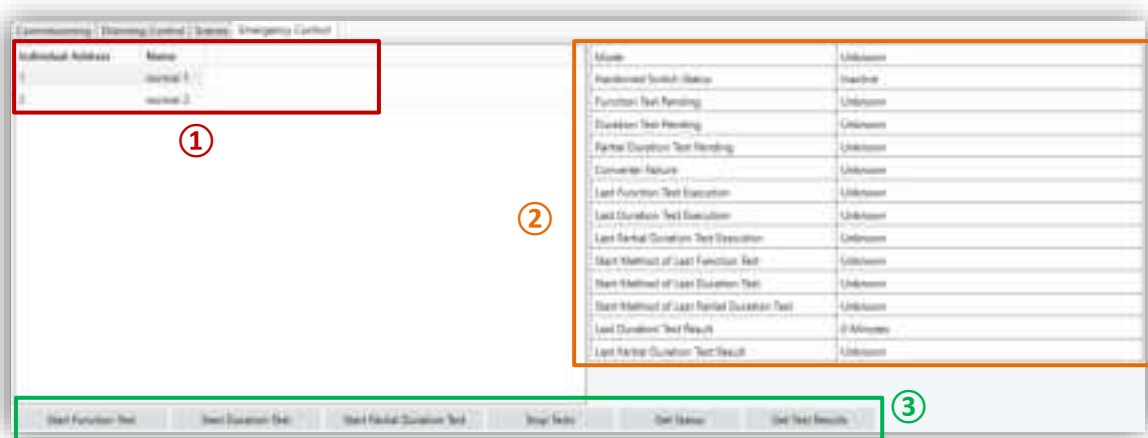 Commissioning Dimming Control Scenes Emergency Control
Individual Address Name
1 normal 1
2 normal 2
①
Mode Unknown
Hardwired Switch Status Inactive
Function Test Pending Unknown
Duration Test Pending Unknown
Partial Duration Test Pending Unknown
Converter Failure Unknown
Last Function Test Execution Unknown
Last Duration Test Execution Unknown
Last Partial Duration Test Execution Unknown
Start Method of Last Function Test Unknown
Start Method of Last Duration Test Unknown
Start Method of Last Partial Duration Test Unknown
Last Duration Test Result 0 Minutes
Last Partial Duration Test Result Unknown
②
Start Function Test Start Duration Test Start Partial Duration Test Stop Tests Get Status Get Test Results
③